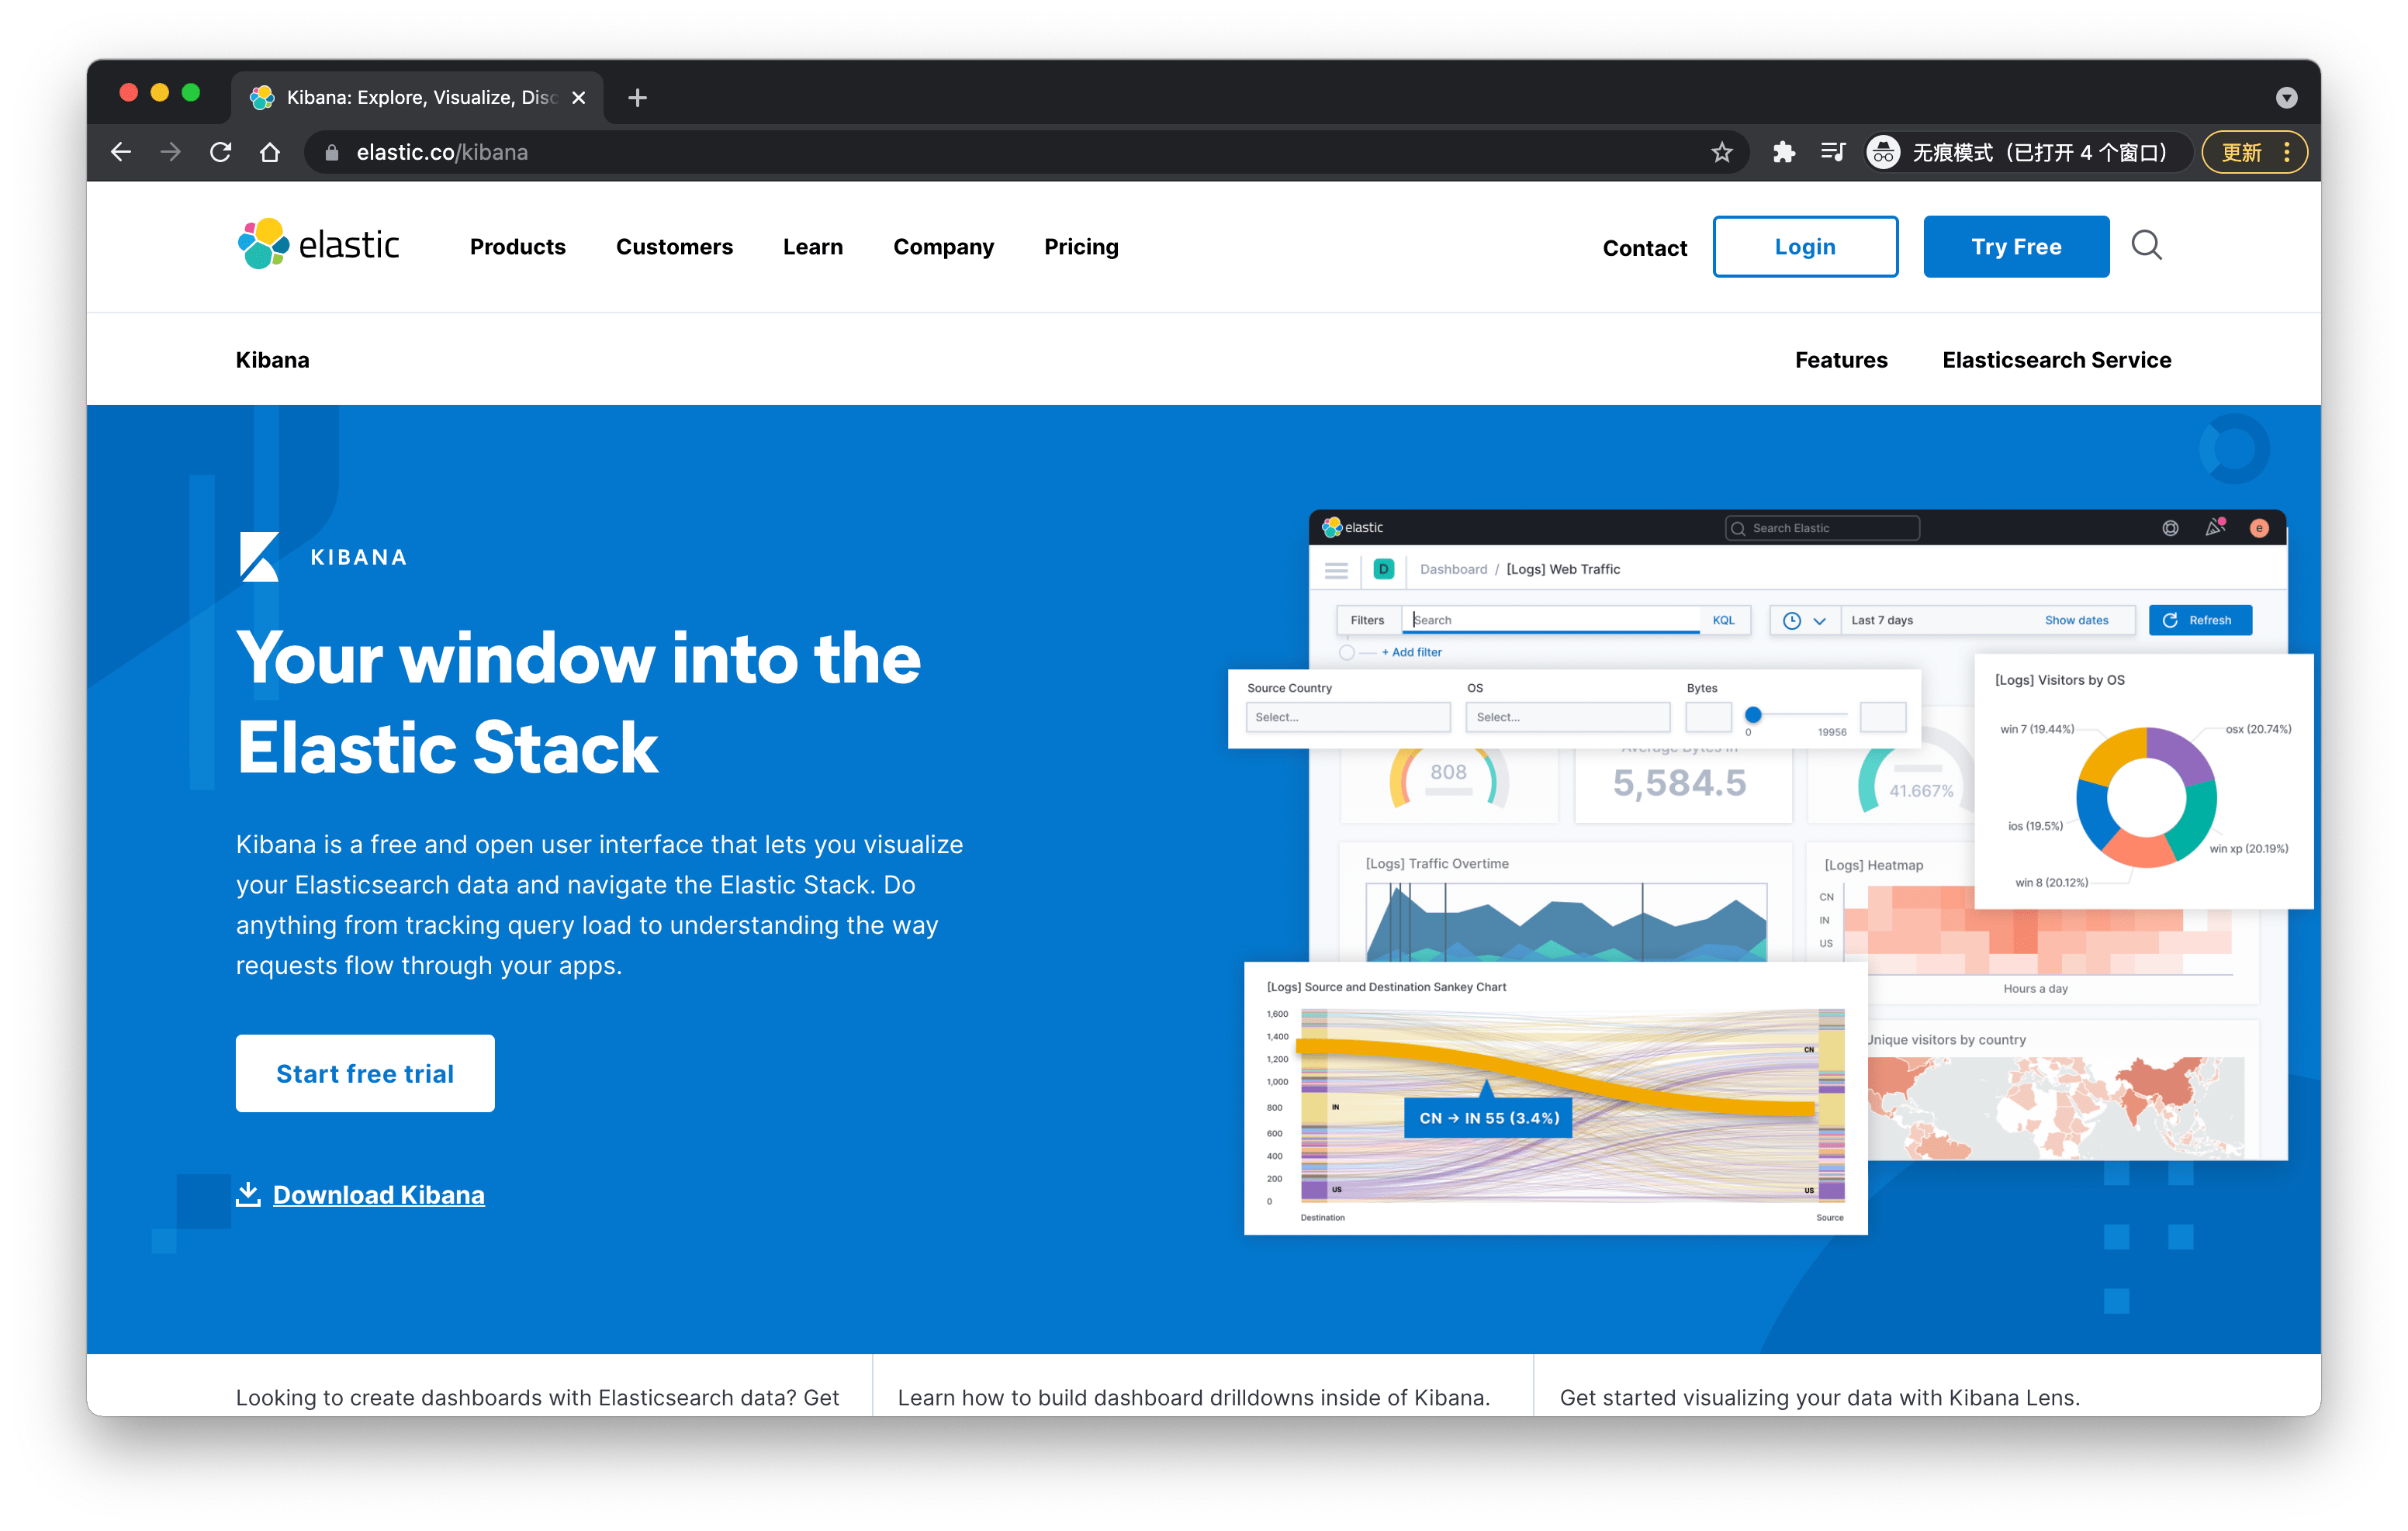 Kibana: Explore, Visualize, Disc
elastic.co/kibana
无痕模式（已打开 4 个窗口）
更新
elastic
Products
Customers
Learn
Company
Pricing
Contact
Login
Try Free
Kibana
Features
Elasticsearch Service
KIBANA
Your window into the
Elastic Stack
Kibana is a free and open user interface that lets you visualize
your Elasticsearch data and navigate the Elastic Stack. Do
anything from tracking query load to understanding the way
requests flow through your apps.
Start free trial
Download Kibana
elastic
Search Elastic
e
D
Dashboard / [Logs] Web Traffic
Filters
Search
KQL
Last 7 days
Show dates
Refresh
+ Add filter
Source Country
OS
Bytes
Select...
Select...
0
19956
[Logs] Visitors by OS
win 7 (19.44%)
osx (20.74%)
ios (19.5%)
win xp (20.19%)
win 8 (20.12%)
808
Average Bytes in
5,584.5
41.667%
[Logs] Traffic Overtime
[Logs] Heatmap
CN
IN
US
Hours a day
[Logs] Source and Destination Sankey Chart
1,600
1,400
1,200
1,000
800
600
400
200
0
CN
IN
US
US
CN → IN 55 (3.4%)
Destination
Source
Unique visitors by country
Looking to create dashboards with Elasticsearch data? Get
Learn how to build dashboard drilldowns inside of Kibana.
Get started visualizing your data with Kibana Lens.